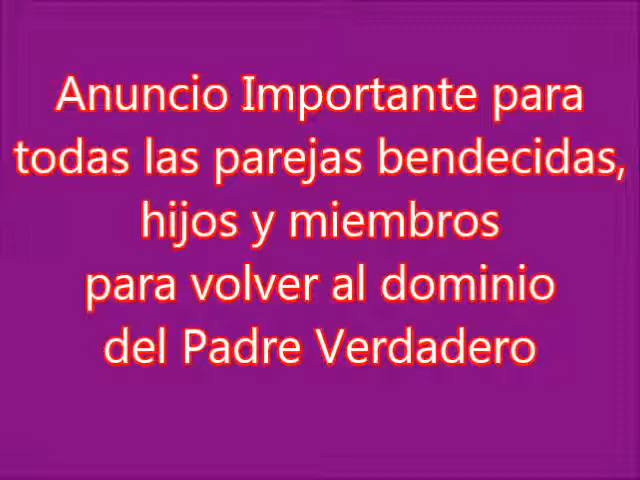 Anuncio Importante para
todas las parejas bendecidas,
hijos y miembros
para volver al dominio
del Padre Verdadero